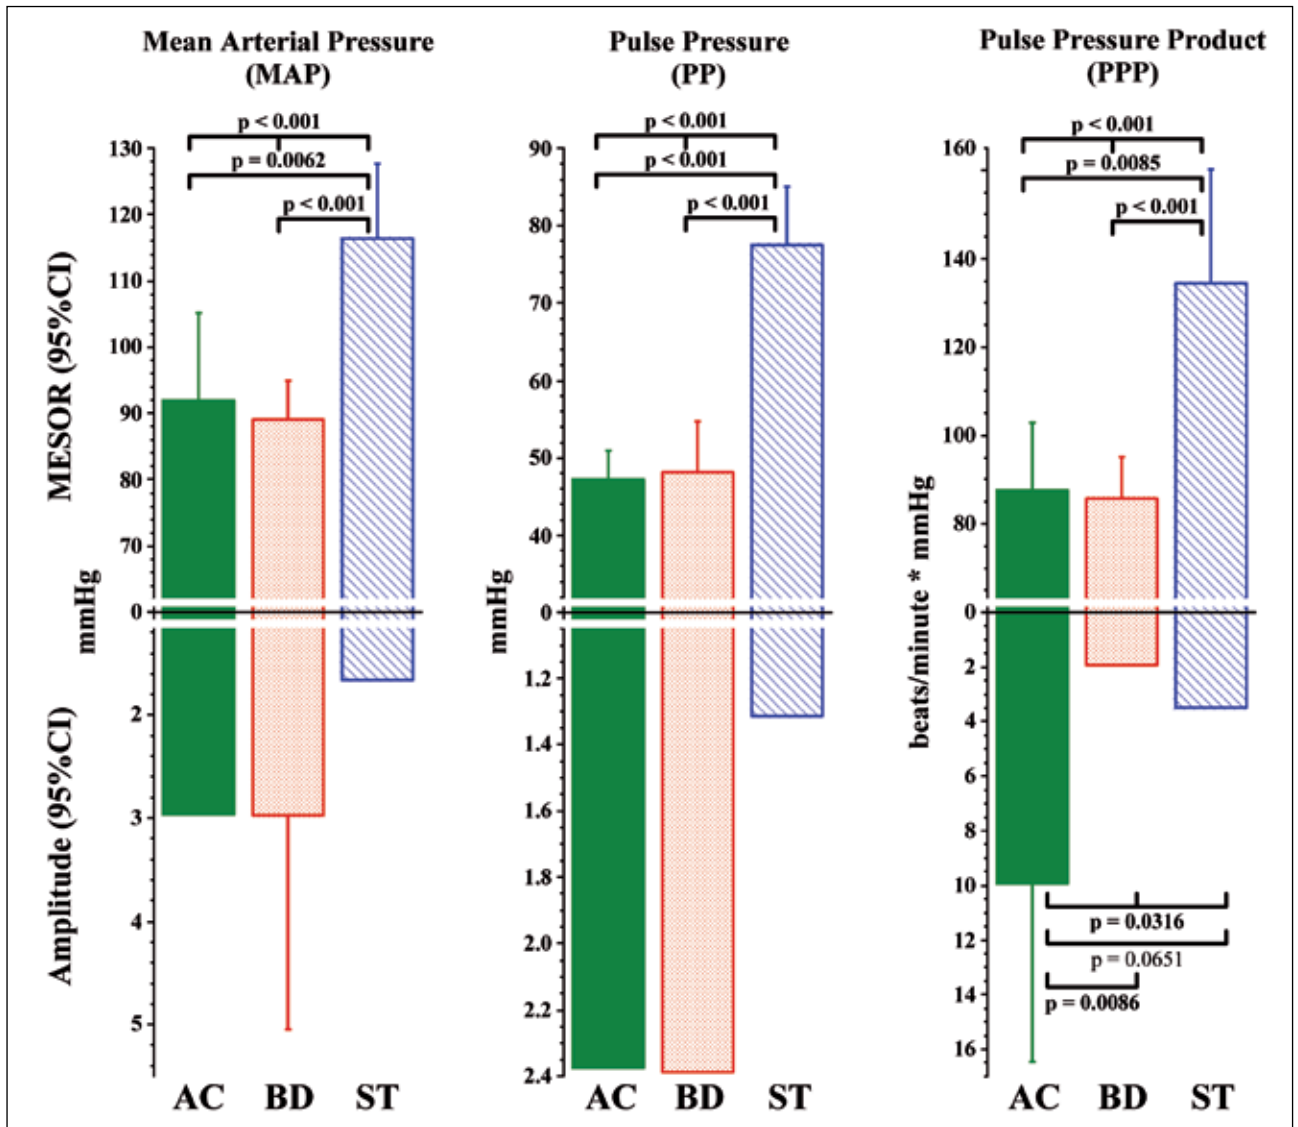 Mean Arterial Pressure
(MAP)
Pulse Pressure
(PP)
Pulse Pressure Product
(PPP)
MESOR (95%CI)
mmHg
Amplitude (95%CI)
p < 0.001
p = 0.0062
p < 0.001
130
120
110
100
90
80
70
0
2
3
4
5
AC BD ST
mmHg
p < 0.001
p < 0.001
p < 0.001
90
80
70
60
50
40
0
1.2
1.4
1.6
1.8
2.0
2.2
2.4
AC BD ST
beats/minute * mmHg
p < 0.001
p = 0.0085
p < 0.001
160
140
120
100
80
0
2
4
6
8
10
12
14
16
p = 0.0316
p = 0.0651
p = 0.0086
AC BD ST